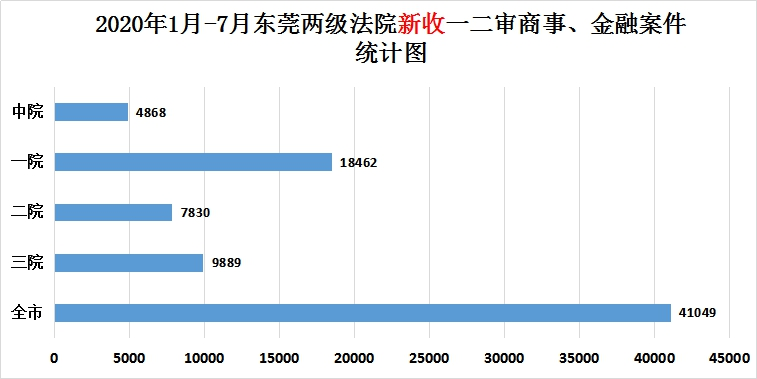 2020年1月-7月东莞两级法院新收一二审商事、金融案件
统计图
中院
4868
一院
18462
二院
7830
三院
9889
全市
41049
0 5000 10000 15000 20000 25000 30000 35000 40000 45000